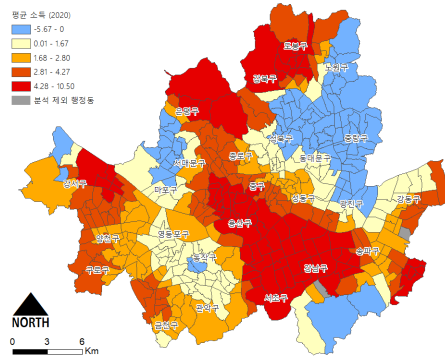 평균 소득 (2020)
-5.67 - 0
0.01 - 1.67
1.68 - 2.80
2.81 - 4.27
4.28 - 10.50
분석 제외 행정동
도봉구
노원구
강북구
은평구
성북구
중랑구
종로구
동대문구
서대문구
강서구
마포구
중구
성동구
광진구
강동구
용산구
양천구
영등포구
동작구
송파구
강남구
구로구
서초구
관악구
금천구
NORTH
0 3 6
Km